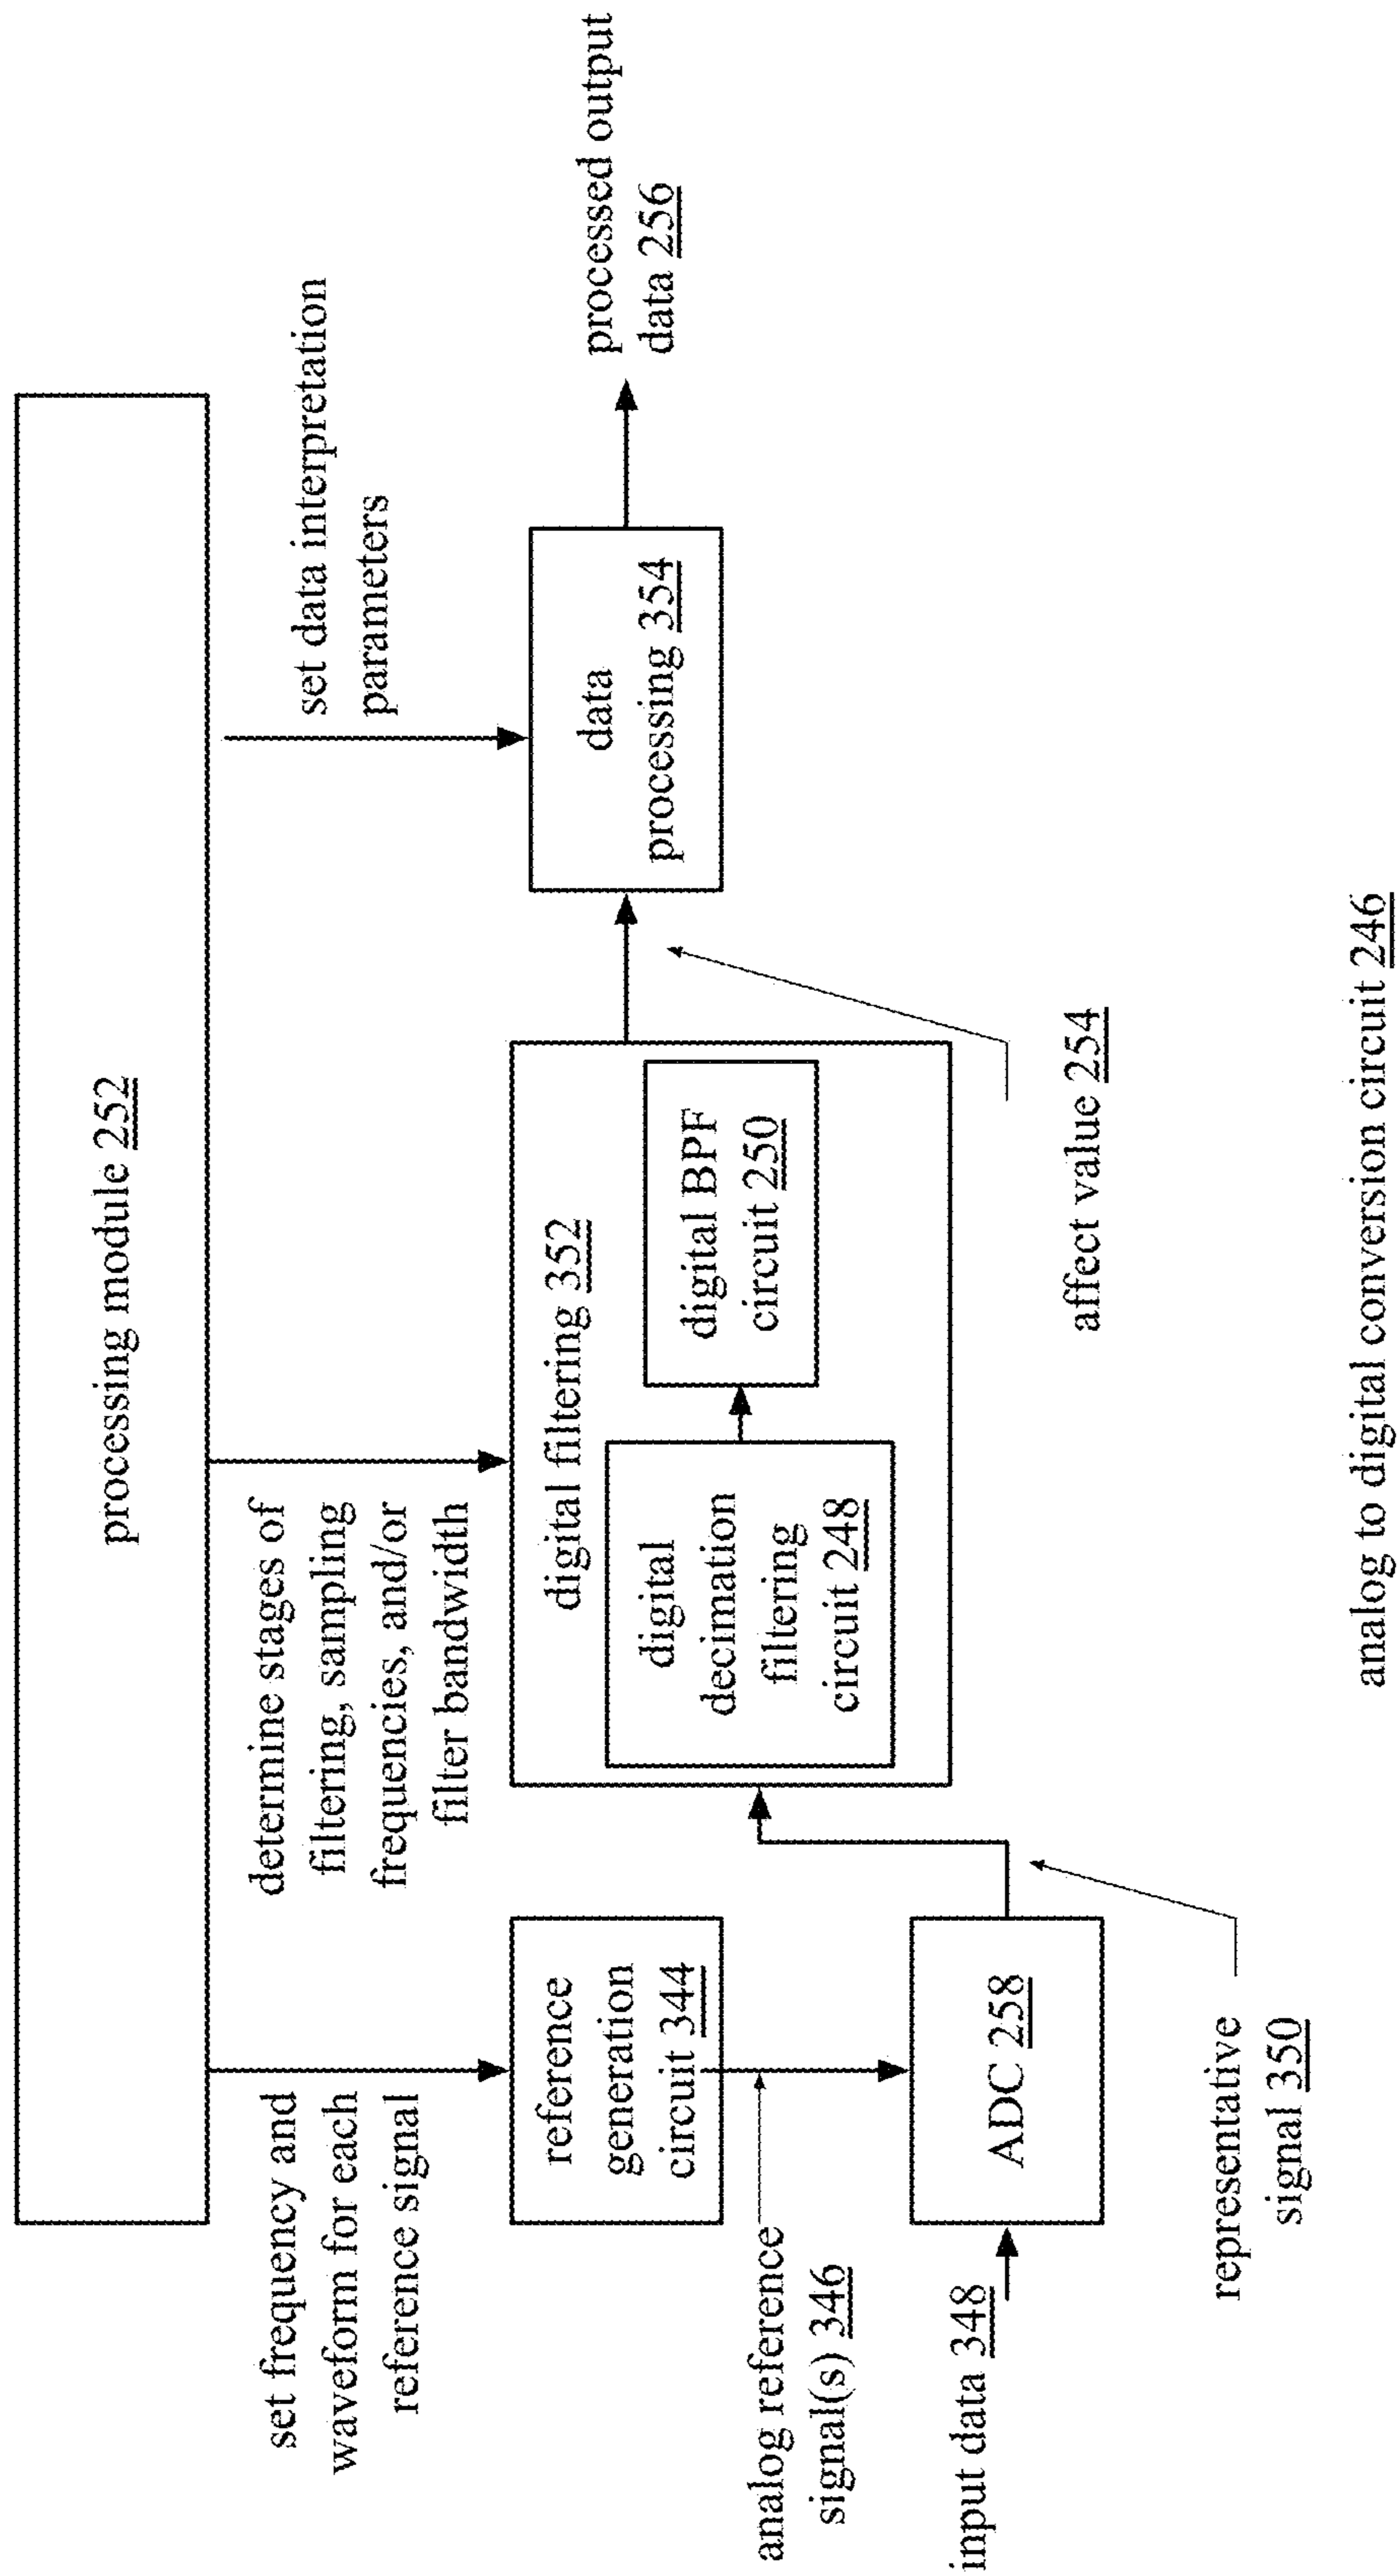 processing module 252
set frequency and
waveform for each
reference signal
determine stages of
filtering, sampling
frequencies, and/or
filter bandwidth
set data interpretation
parameters
reference
generation
circuit 344
digital filtering 352
digital
decimation
filtering
circuit 248
digital BPF
circuit 250
data
processing 354
processed output
data 256
analog reference
signal(s) 346
input data 348
ADC 258
representative
signal 350
affect value 254
analog to digital conversion circuit 246